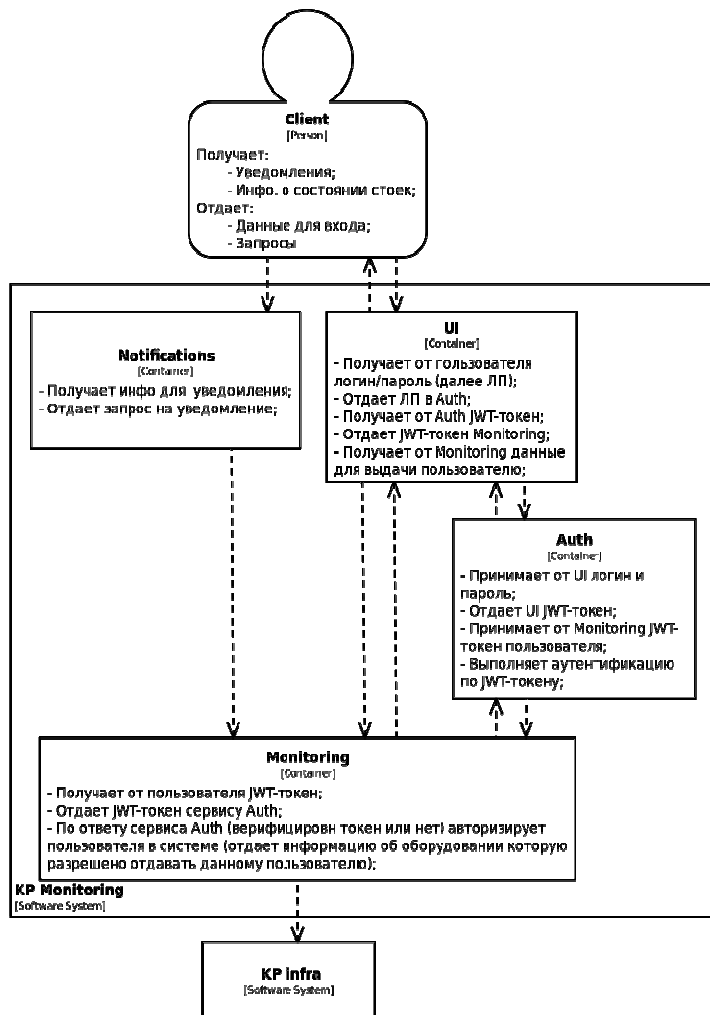 Client
[Person]
Получает:
- Уведомления;
- Инфо. о состоянии стоек;
Отдает:
- Данные для входа;
- Запросы
Notifications
[Container]
- Получает инфо для уведомления;
- Отдает запрос на уведомление;
UI
[Container]
- Получает от пользователя
логин/пароль (далее ЛП);
- Отдает ЛП в Auth;
- Получает от Auth JWT-токен;
- Отдает JWT-токен Monitoring;
- Получает от Monitoring данные
для выдачи пользователю;
Auth
[Container]
- Принимает от UI логин и
пароль;
- Отдает UI JWT-токен;
- Принимает от Monitoring JWT-
токен пользователя;
- Выполняет аутентификацию
по JWT-токену;
Monitoring
[Container]
- Получает от пользователя JWT-токен;
- Отдает JWT-токен сервису Auth;
- По ответу сервиса Auth (верифицировн токен или нет) авторизирует
пользователя в системе (отдает информацию об оборудовании которую
разрешено отдавать данному пользователю);
KP Monitoring
[Software System]
KP infra
[Software System]